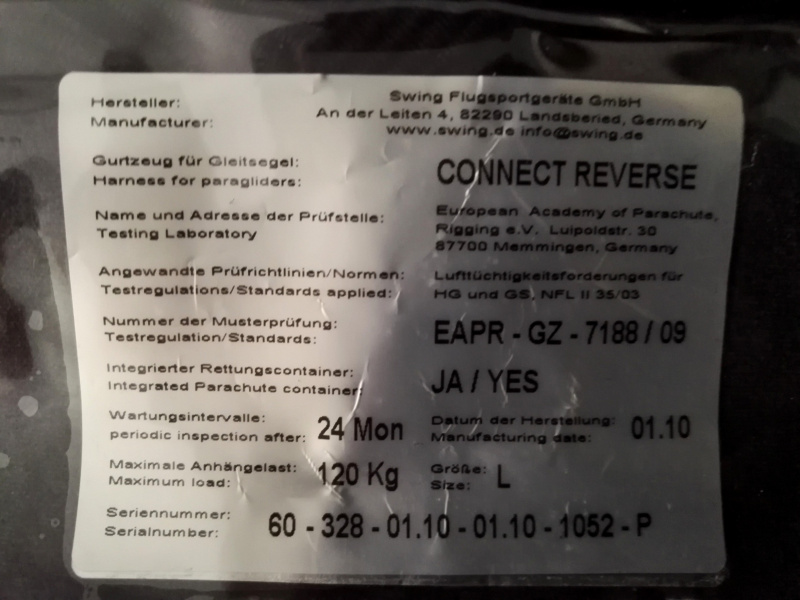 Hersteller: Swing Flugsportgeräte GmbH
Manufacturer: An der Leiten 4, 82290 Landsberied, Germany
www.swing.de info@swing.de
Gurtzeug für Gleitsegel:
Harness for paragliders: CONNECT REVERSE
Name und Adresse der Prüfstelle: European Academy of Parachute,
Testing Laboratory Rigging e.V. Luipoldstr. 30
87700 Memmingen, Germany
Angewandte Prüfrichtlinien/Normen: Lufttüchtigkeitsforderungen für
Testregulations/Standards applied: HG und GS, NFL II 35/03
Nummer der Musterprüfung:
Testregulation/Standards: EAPR - GZ - 7188 / 09
Integrierter Rettungscontainer:
Integrated Parachute container: JA / YES
Wartungsintervalle: Datum der Herstellung:
periodic inspection after: 24 Mon Manufacturing date: 01.10
Maximale Anhängelast: Größe:
Maximum load: 120 Kg Size: L
Seriennummer:
Serialnumber: 60 - 328 - 01.10 - 01.10 - 1052 - P